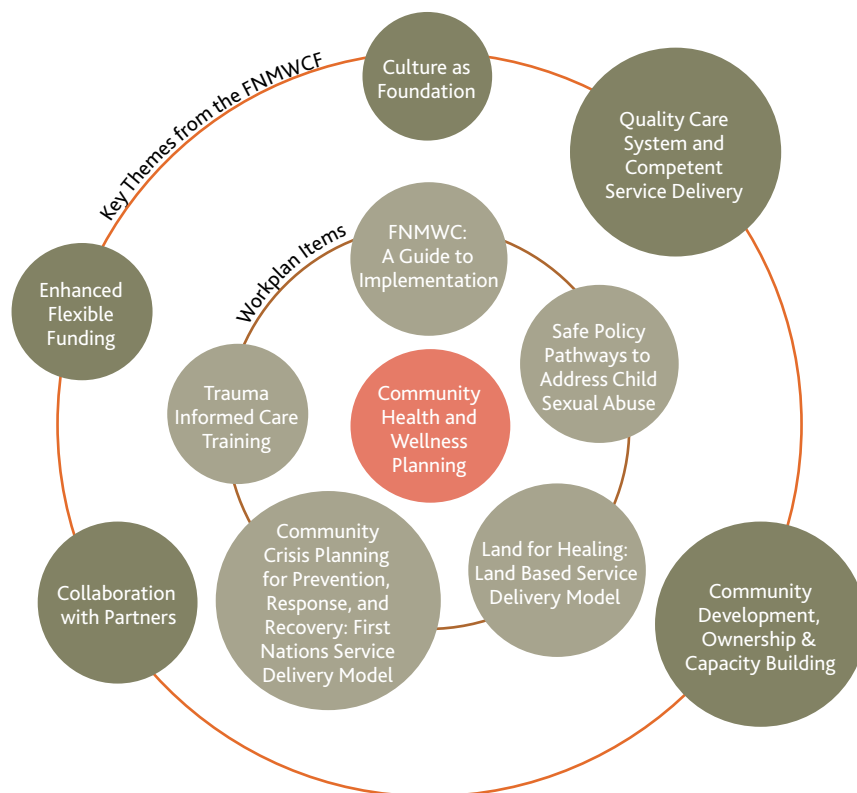 Key Themes from the FNMWCF
Culture as
Foundation
Quality Care
System and
Competent
Service Delivery
Enhanced
Flexible
Funding
Workplan Items
FNMWC:
A Guide to
Implementation
Safe Policy
Pathways to
Address Child
Sexual Abuse
Trauma
Informed Care
Training
Community
Health and
Wellness
Planning
Community
Crisis Planning
for Prevention,
Response, and
Recovery: First
Nations Service
Delivery Model
Land for Healing:
Land Based Service
Delivery Model
Collaboration
with Partners
Community
Development,
Ownership &
Capacity Building